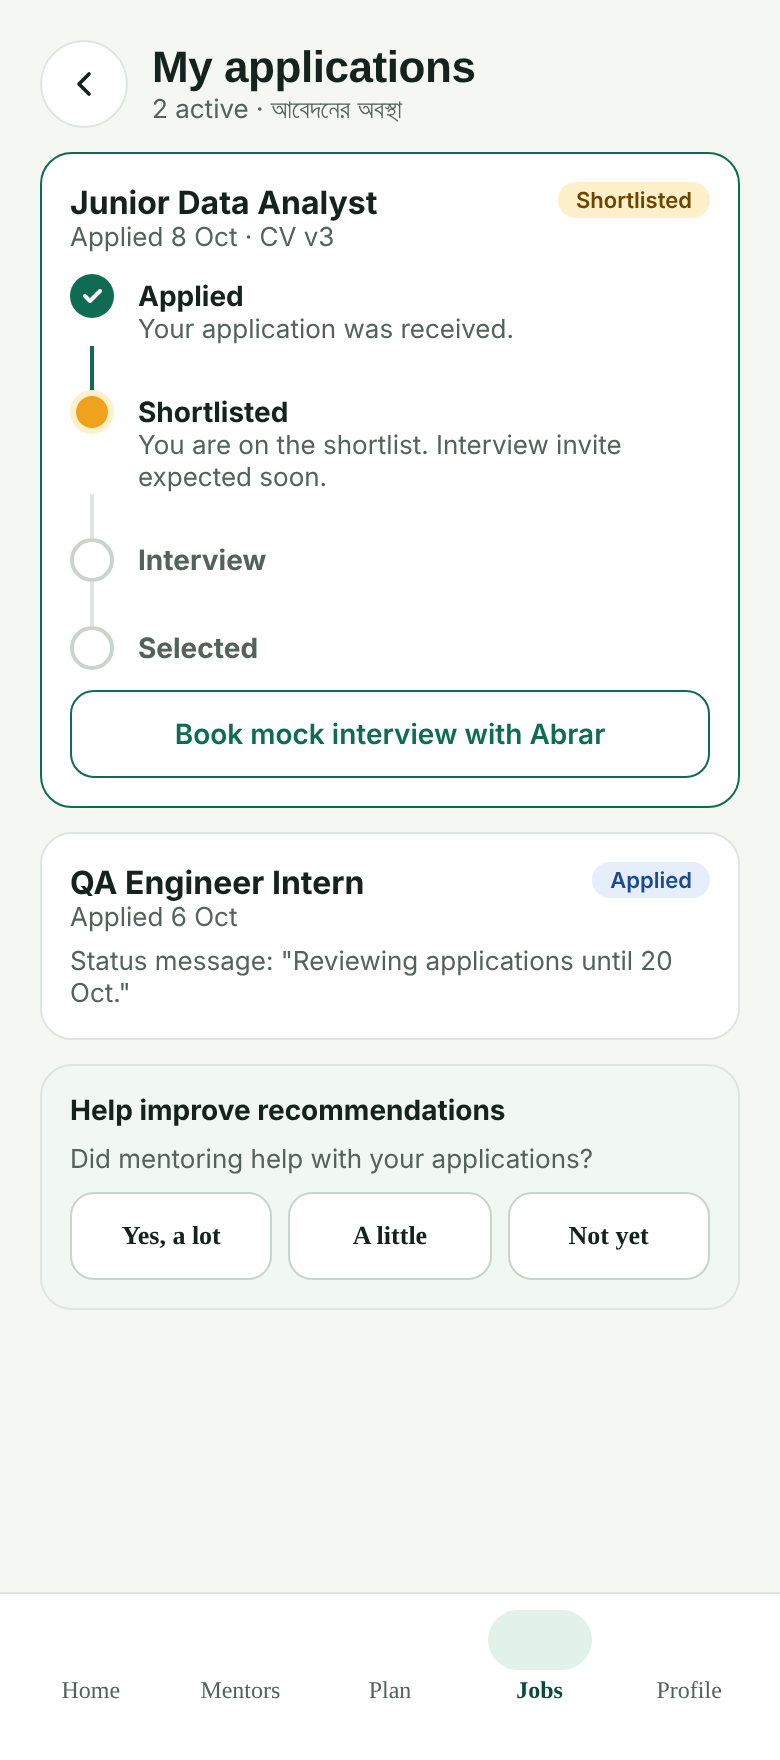 My applications
2 active · আবেদনের অবস্থা
Junior Data Analyst
Shortlisted
Applied 8 Oct · CV v3
Applied
Your application was received.
Shortlisted
You are on the shortlist. Interview invite
expected soon.
Interview
Selected
Book mock interview with Abrar
QA Engineer Intern
Applied
Applied 6 Oct
Status message: "Reviewing applications until 20
Oct."
Help improve recommendations
Did mentoring help with your applications?
Yes, a lot
A little
Not yet
Home
Mentors
Plan
Jobs
Profile